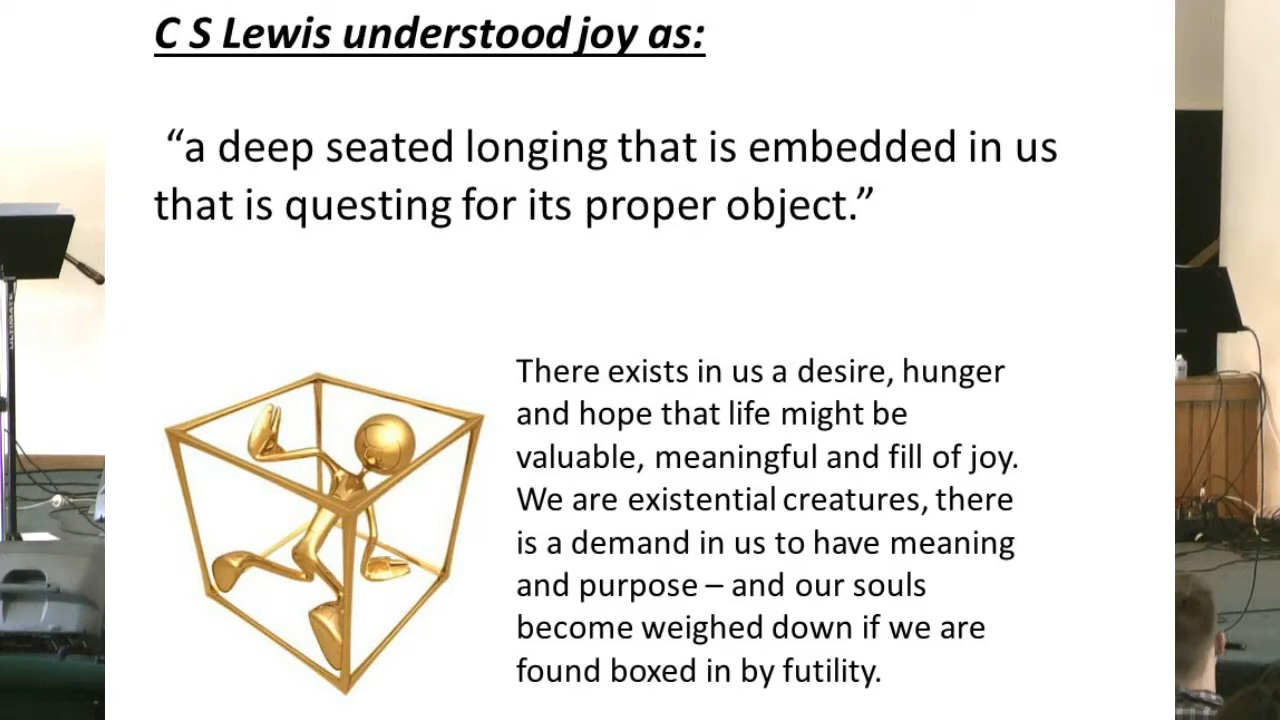 C S Lewis understood joy as:
“a deep seated longing that is embedded in us
that is questing for its proper object.”
There exists in us a desire, hunger
and hope that life might be
valuable, meaningful and fill of joy.
We are existential creatures, there
is a demand in us to have meaning
and purpose – and our souls
become weighed down if we are
found boxed in by futility.
ULTIMATE